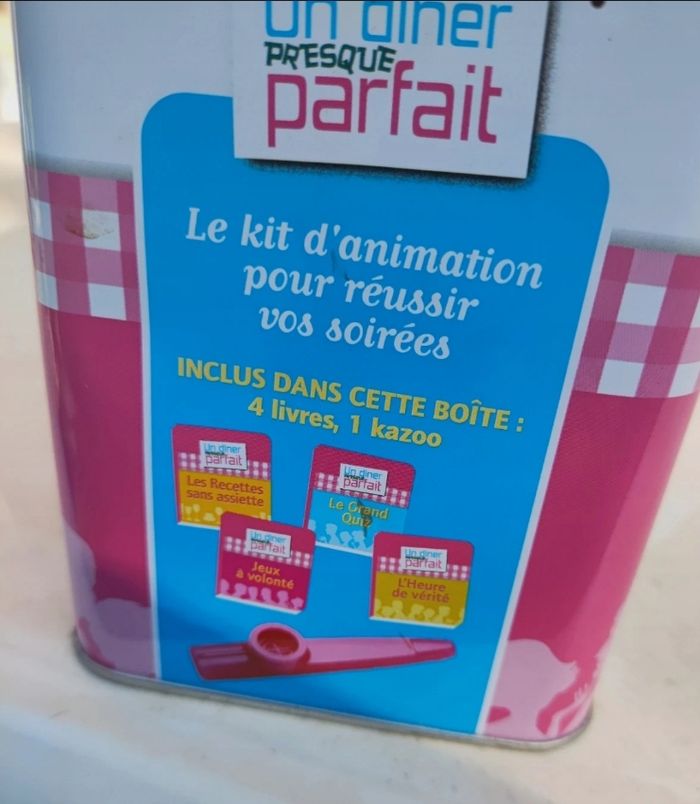 un dîner
PRESQUE
parfait
Le kit d'animation
pour réussir
vos soirées
INCLUS DANS CETTE BOÎTE :
4 livres, 1 kazoo
Un dîner
parfait
Les Recettes
sans assiette
Un dîner
PRESQUE
parfait
Le Grand
Quiz
Un dîner
parfait
Jeux
à volonté
Un dîner
parfait
L'Heure
de vérité